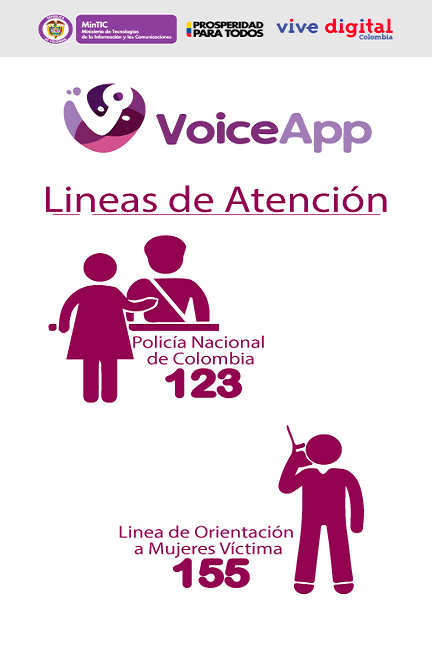 MinTIC
Ministerio de Tecnologías
de la Información y las Comunicaciones
PROSPERIDAD
PARA TODOS
vive digital
Colombia
VoiceApp
Lineas de Atención
Policía Nacional
de Colombia
123
Linea de Orientación
a Mujeres Víctima
155